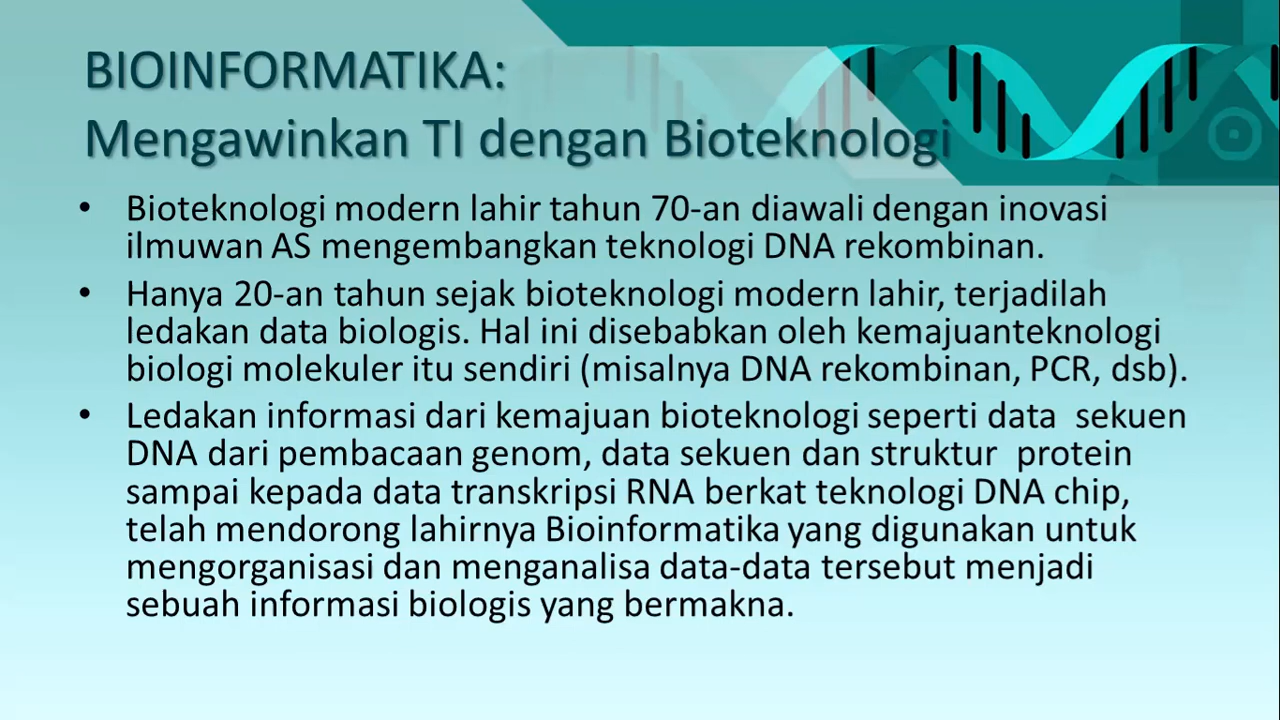 BIOINFORMATIKA:
Mengawinkan TI dengan Bioteknologi
• Bioteknologi modern lahir tahun 70-an diawali dengan inovasi
ilmuwan AS mengembangkan teknologi DNA rekombinan.
• Hanya 20-an tahun sejak bioteknologi modern lahir, terjadilah
ledakan data biologis. Hal ini disebabkan oleh kemajuanteknologi
biologi molekuler itu sendiri (misalnya DNA rekombinan, PCR, dsb).
• Ledakan informasi dari kemajuan bioteknologi seperti data  sekuen
DNA dari pembacaan genom, data sekuen dan struktur  protein
sampai kepada data transkripsi RNA berkat teknologi DNA chip,
telah mendorong lahirnya Bioinformatika yang digunakan untuk
mengorganisasi dan menganalisa data-data tersebut menjadi
sebuah informasi biologis yang bermakna.